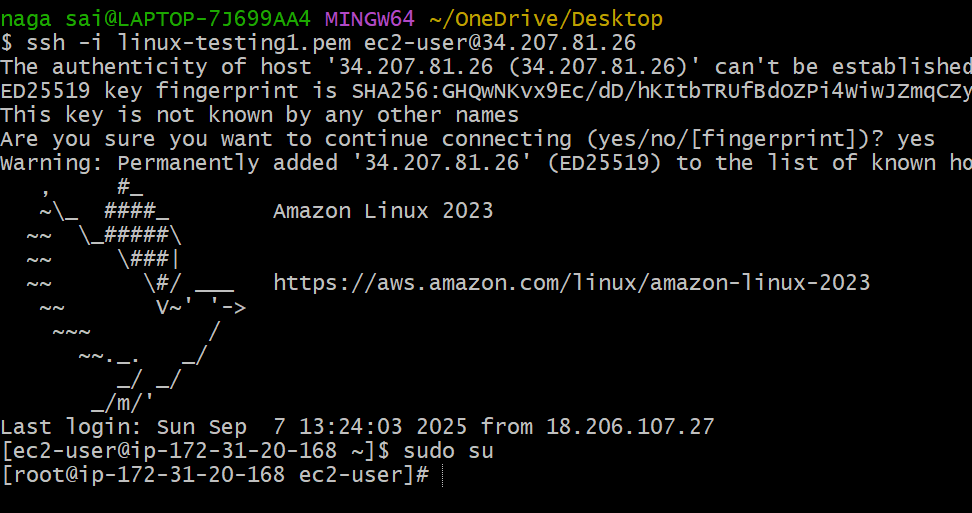 naga sai@LAPTOP-7J699AA4 MINGW64 ~/OneDrive/Desktop
$ ssh -i linux-testing1.pem ec2-user@34.207.81.26
The authenticity of host '34.207.81.26 (34.207.81.26)' can't be established
ED25519 key fingerprint is SHA256:GHQwNKvx9Ec/dD/hKItbTRUfBdOZPi4WiwJZmqCZy
This key is not known by any other names
Are you sure you want to continue connecting (yes/no/[fingerprint])? yes
Warning: Permanently added '34.207.81.26' (ED25519) to the list of known ho
   ,     #_
   ~\_  ####_        Amazon Linux 2023
  ~~  \_#####\
  ~~     \###|
  ~~       \#/ ___   https://aws.amazon.com/linux/amazon-linux-2023
   ~~       V~' '->
    ~~~         /
      ~~._.   _/
         _/ _/
       _/m/'
Last login: Sun Sep  7 13:24:03 2025 from 18.206.107.27
[ec2-user@ip-172-31-20-168 ~]$ sudo su
[root@ip-172-31-20-168 ec2-user]#